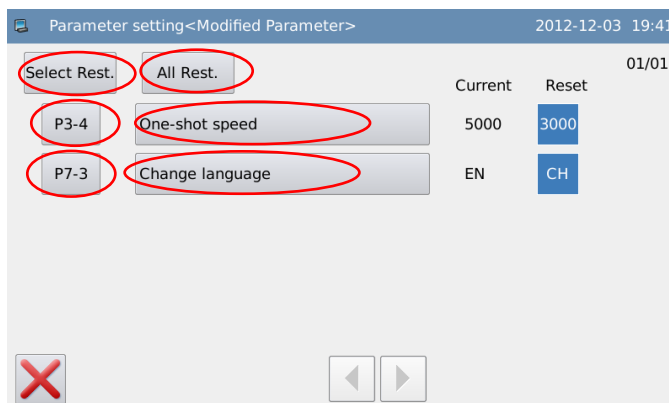 Parameter setting<Modified Parameter> 2012-12-03 19:41
Select Rest. All Rest. 01/01
Current Reset
P3-4 One-shot speed 5000 3000
P7-3 Change language EN CH